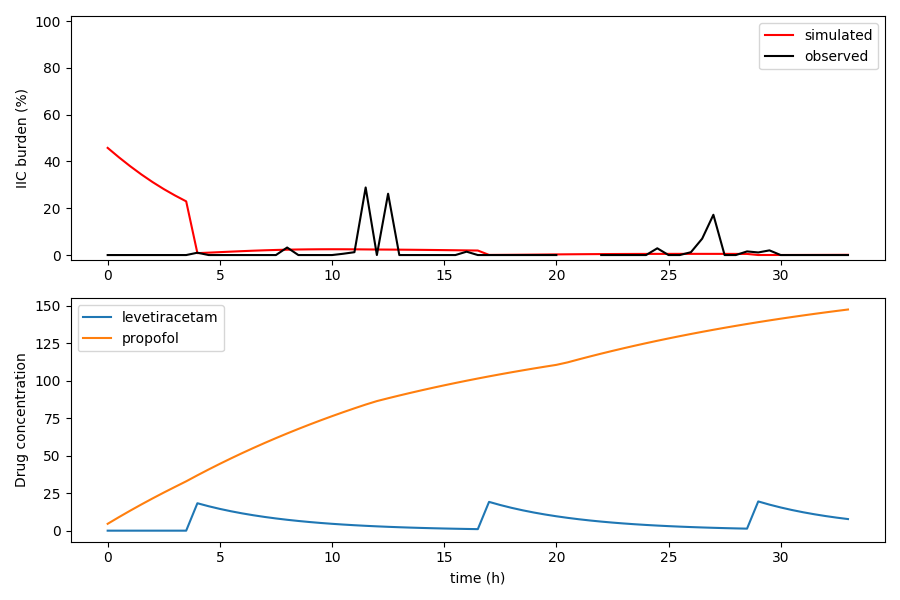 100
80
60
40
20
0
IIC burden (%)
simulated
observed
0 5 10 15 20 25 30
150
125
100
75
50
25
0
Drug concentration
levetiracetam
propofol
0 5 10 15 20 25 30
time (h)